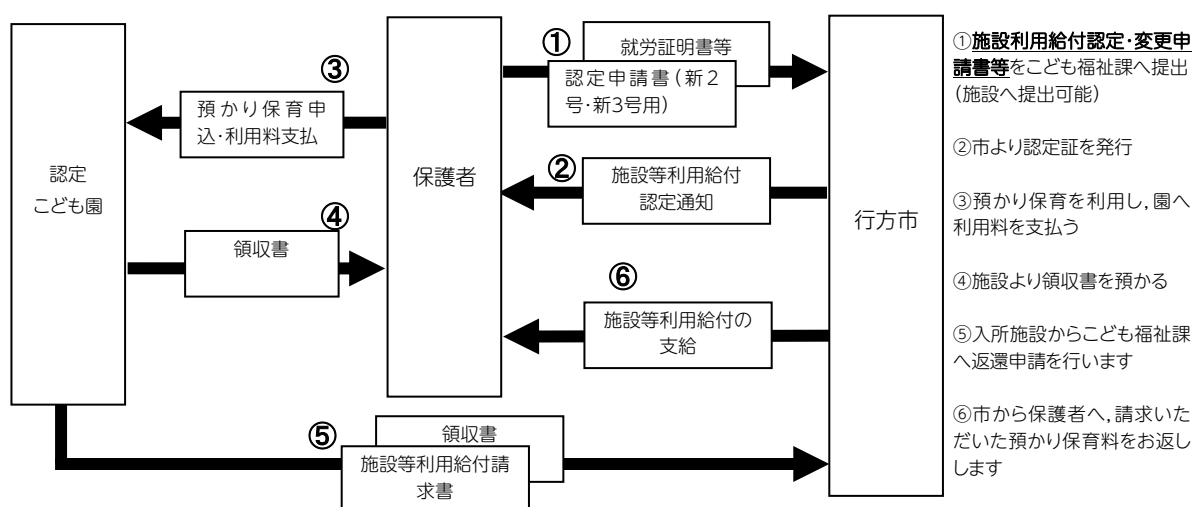 認定
こども園
③
預かり保育申
込・利用料支払
④
領収書
保護者
①
就労証明書等
認定申請書(新2
号・新3号用)
②
施設等利用給付
認定通知
⑥
施設等利用給付の
支給
⑤
領収書
施設等利用給付請
求書
行方市
①施設利用給付認定・変更申
請書等をこども福祉課へ提出
(施設へ提出可能)
②市より認定証を発行
③預かり保育を利用し,園へ
利用料を支払う
④施設より領収書を預かる
⑤入所施設からこども福祉課
へ返還申請を行います
⑥市から保護者へ,請求いた
だいた預かり保育料をお返し
します